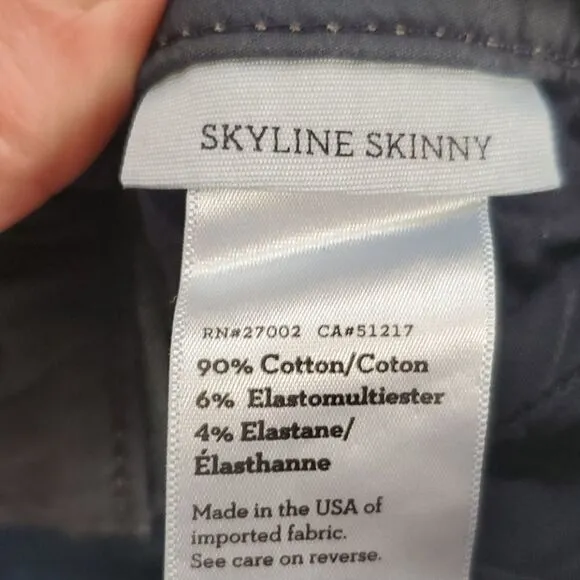 SKYLINE SKINNY
RN#27002 CA#51217
90% Cotton/Coton
6% Elastomultiester
4% Elastane/
Élasthanne
Made in the USA of
imported fabric.
See care on reverse.